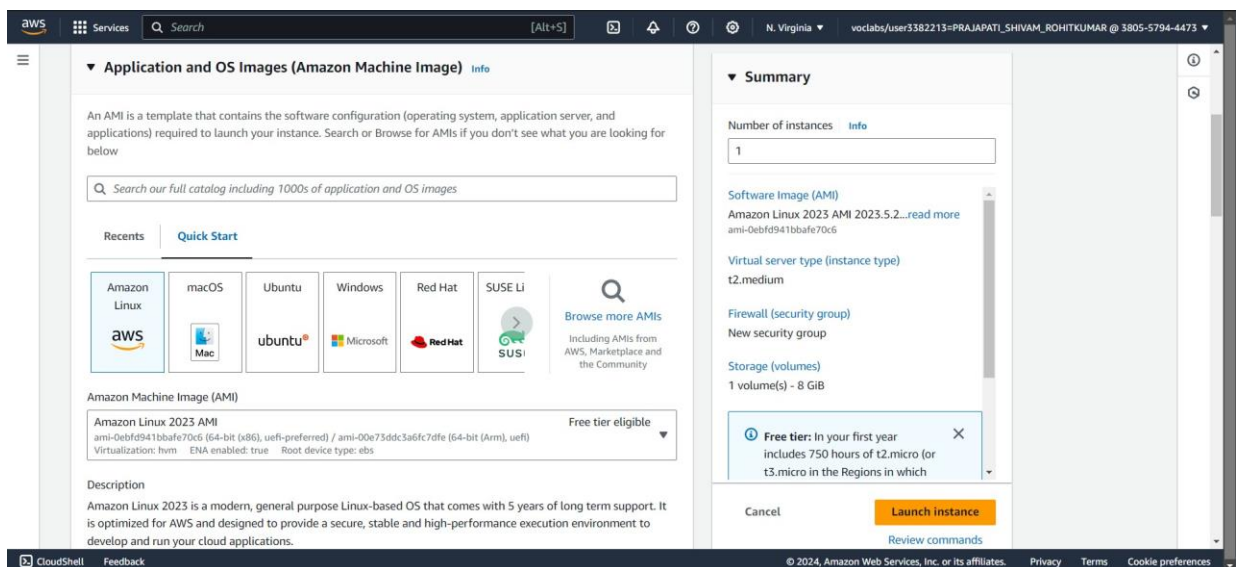 aws
Services
Search
[Alt+S]
N. Virginia
voclabs/user3382213=PRAJAPATI_SHIVAM_ROHITKUMAR @ 3805-5794-4473
Application and OS Images (Amazon Machine Image) Info
An AMI is a template that contains the software configuration (operating system, application server, and
applications) required to launch your instance. Search or Browse for AMIs if you don't see what you are looking for
below
Search our full catalog including 1000s of application and OS images
Recents
Quick Start
Amazon
Linux
aws
macOS
Mac
Ubuntu
ubuntu®
Windows
Microsoft
Red Hat
RedHat
SUSE Li
SUS
Browse more AMIs
Including AMIs from
AWS, Marketplace and
the Community
Amazon Machine Image (AMI)
Amazon Linux 2023 AMI
Free tier eligible
ami-0ebfd941bbafe70c6 (64-bit (x86), uefi-preferred) / ami-00e73ddc3a6fc7dfe (64-bit (Arm), uefi)
Virtualization: hvm ENA enabled: true Root device type: ebs
Description
Amazon Linux 2023 is a modern, general purpose Linux-based OS that comes with 5 years of long term support. It
is optimized for AWS and designed to provide a secure, stable and high-performance execution environment to
develop and run your cloud applications.
Summary
Number of instances Info
1
Software Image (AMI)
Amazon Linux 2023 AMI 2023.5.2...read more
ami-0ebfd941bbafe70c6
Virtual server type (instance type)
t2.medium
Firewall (security group)
New security group
Storage (volumes)
1 volume(s) - 8 GiB
Free tier: In your first year
includes 750 hours of t2.micro (or
t3.micro in the Regions in which
Cancel
Launch instance
Review commands
CloudShell
Feedback
© 2024, Amazon Web Services, Inc. or its affiliates.
Privacy
Terms
Cookie preferences